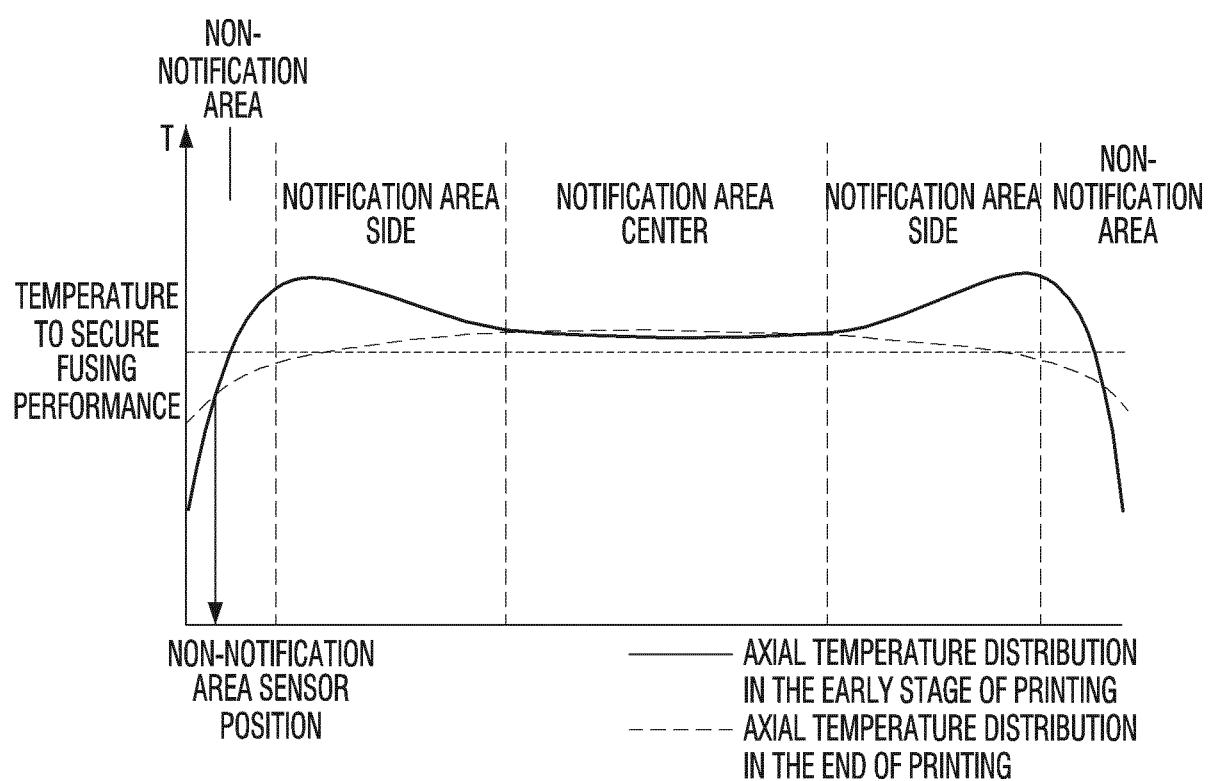 NON-
NOTIFICATION
AREA
T
NOTIFICATION AREA
SIDE
NOTIFICATION AREA
CENTER
NOTIFICATION AREA
SIDE
NON-
NOTIFICATION
AREA
TEMPERATURE
TO SECURE
FUSING
PERFORMANCE
NON-NOTIFICATION
AREA SENSOR
POSITION
AXIAL TEMPERATURE DISTRIBUTION
IN THE EARLY STAGE OF PRINTING
AXIAL TEMPERATURE DISTRIBUTION
IN THE END OF PRINTING